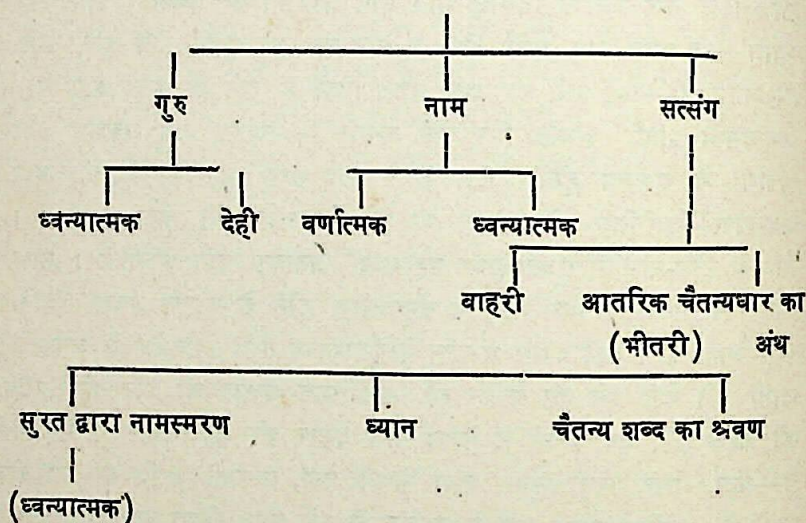 गुरु नाम सत्संग
ध्वन्यात्मक देही वर्णात्मक ध्वन्यात्मक
वाहरी आतरिक चैतन्यधार का
(भीतरी) अंथ
सुरत द्वारा नामस्मरण ध्यान चैतन्य शब्द का श्रवण
(ध्वन्यात्मक)